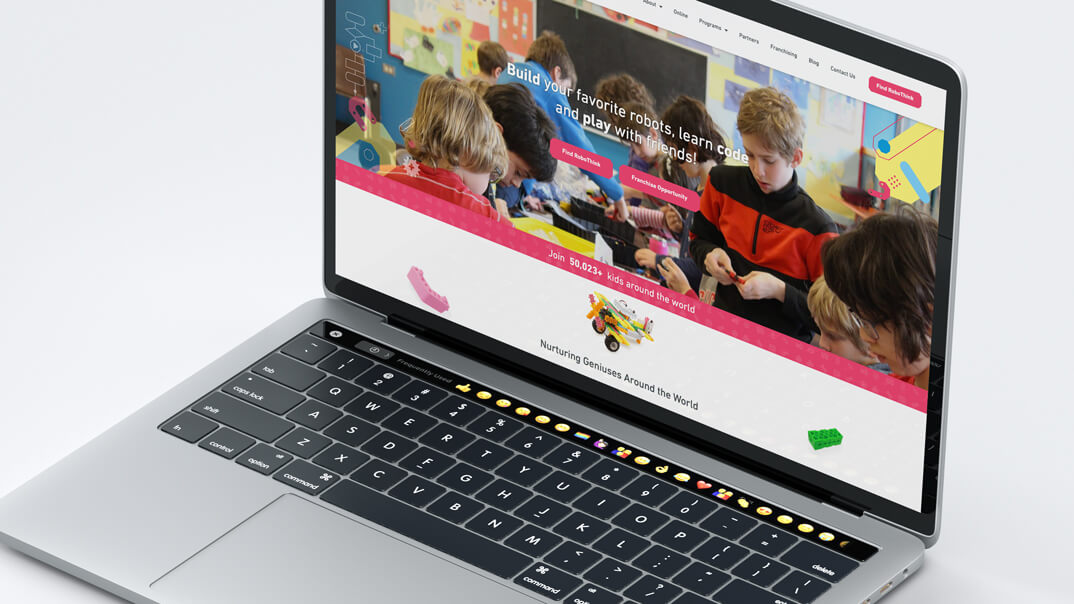 About
Online
Programs
Partners
Franchising
Blog
Contact Us
Find RoboThink
Build your favorite robots, learn code
and play with friends!
Find RoboThink
Franchise Opportunity
Join 50,023+ kids around the world
Nurturing Geniuses Around the World
Frequently Used
~ ! @ # $ % ^ & * ( ) _ +
` 1 2 3 4 5 6 7 8 9 0 - = delete
tab Q W E R T Y U I O P { } |
[ ] \
caps lock A S D F G H J K L : "
; '
shift Z X C V B N M < > ?
, . /
fn control alt option ⌘ command ⌘ command